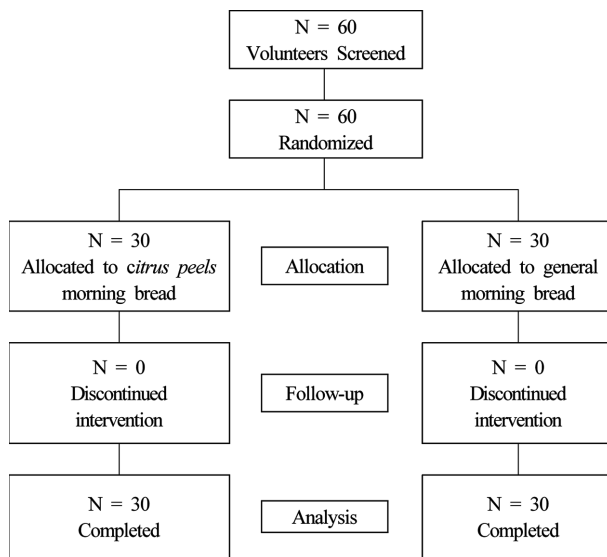 N = 60
Volunteers Screened
N = 60
Randomized
N = 30
Allocated to citrus peels
morning bread
Allocation
N = 30
Allocated to general
morning bread
N = 0
Discontinued
intervention
Follow-up
N = 0
Discontinued
intervention
N = 30
Completed
Analysis
N = 30
Completed